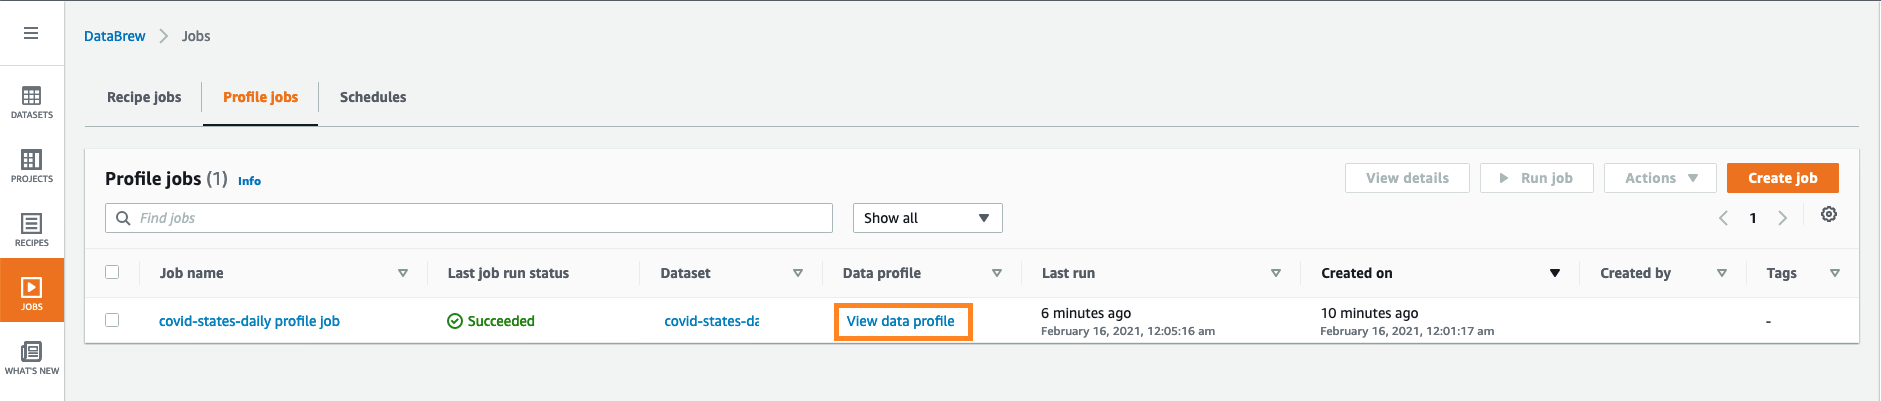 DataBrew > Jobs
Recipe jobs Profile jobs Schedules
Profile jobs (1) Info
View details Run job Actions Create job
Find jobs Show all 1
Job name Last job run status Dataset Data profile Last run Created on Created by Tags
covid-states-daily profile job Succeeded covid-states-da View data profile 6 minutes ago 10 minutes ago -
February 16, 2021, 12:05:16 am February 16, 2021, 12:01:17 am
DATASETS
PROJECTS
RECIPES
JOBS
WHAT'S NEW